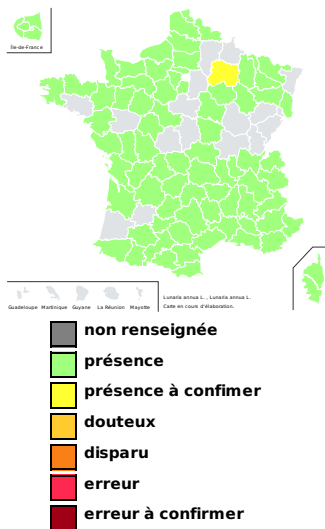 Île-de-France
Guadeloupe Martinique Guyane La Réunion Mayotte
Lunaria annua L. , Lunaria annua L.
Carte en cours d'élaboration.
non renseignée
présence
présence à confimer
douteux
disparu
erreur
erreur à confirmer